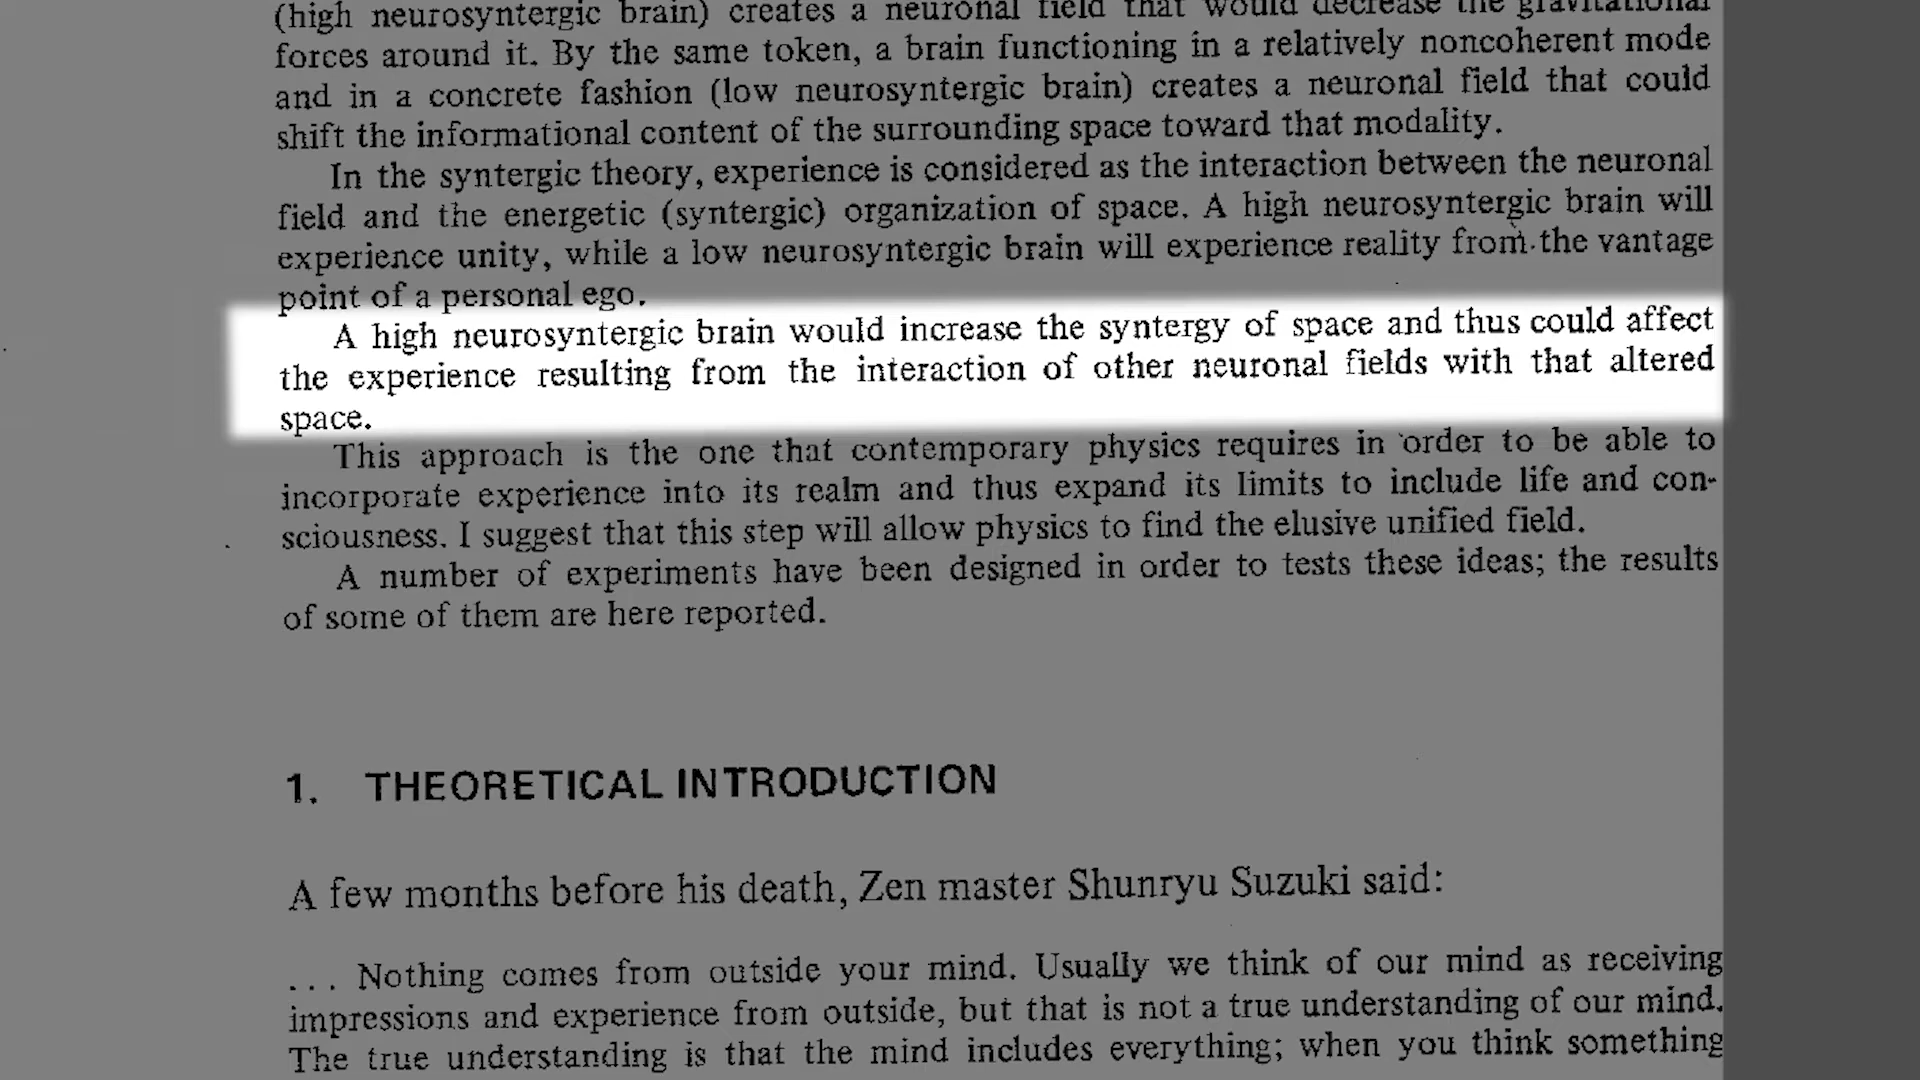 (high neurosyntergic brain) creates a neuronal field that would decrease the gravitational
forces around it. By the same token, a brain functioning in a relatively noncoherent mode
and in a concrete fashion (low neurosyntergic brain) creates a neuronal field that could
shift the informational content of the surrounding space toward that modality.
In the syntergic theory, experience is considered as the interaction between the neuronal
field and the energetic (syntergic) organization of space. A high neurosyntergic brain will
experience unity, while a low neurosyntergic brain will experience reality from the vantage
point of a personal ego.
A high neurosyntergic brain would increase the syntergy of space and thus could affect
the experience resulting from the interaction of other neuronal fields with that altered
space.
This approach is the one that contemporary physics requires in order to be able to
incorporate experience into its realm and thus expand its limits to include life and con-
sciousness. I suggest that this step will allow physics to find the elusive unified field.
A number of experiments have been designed in order to tests these ideas; the results
of some of them are here reported.
1. THEORETICAL INTRODUCTION
A few months before his death, Zen master Shunryu Suzuki said:
... Nothing comes from outside your mind. Usually we think of our mind as receiving
impressions and experience from outside, but that is not a true understanding of our mind.
The true understanding is that the mind includes everything; when you think something